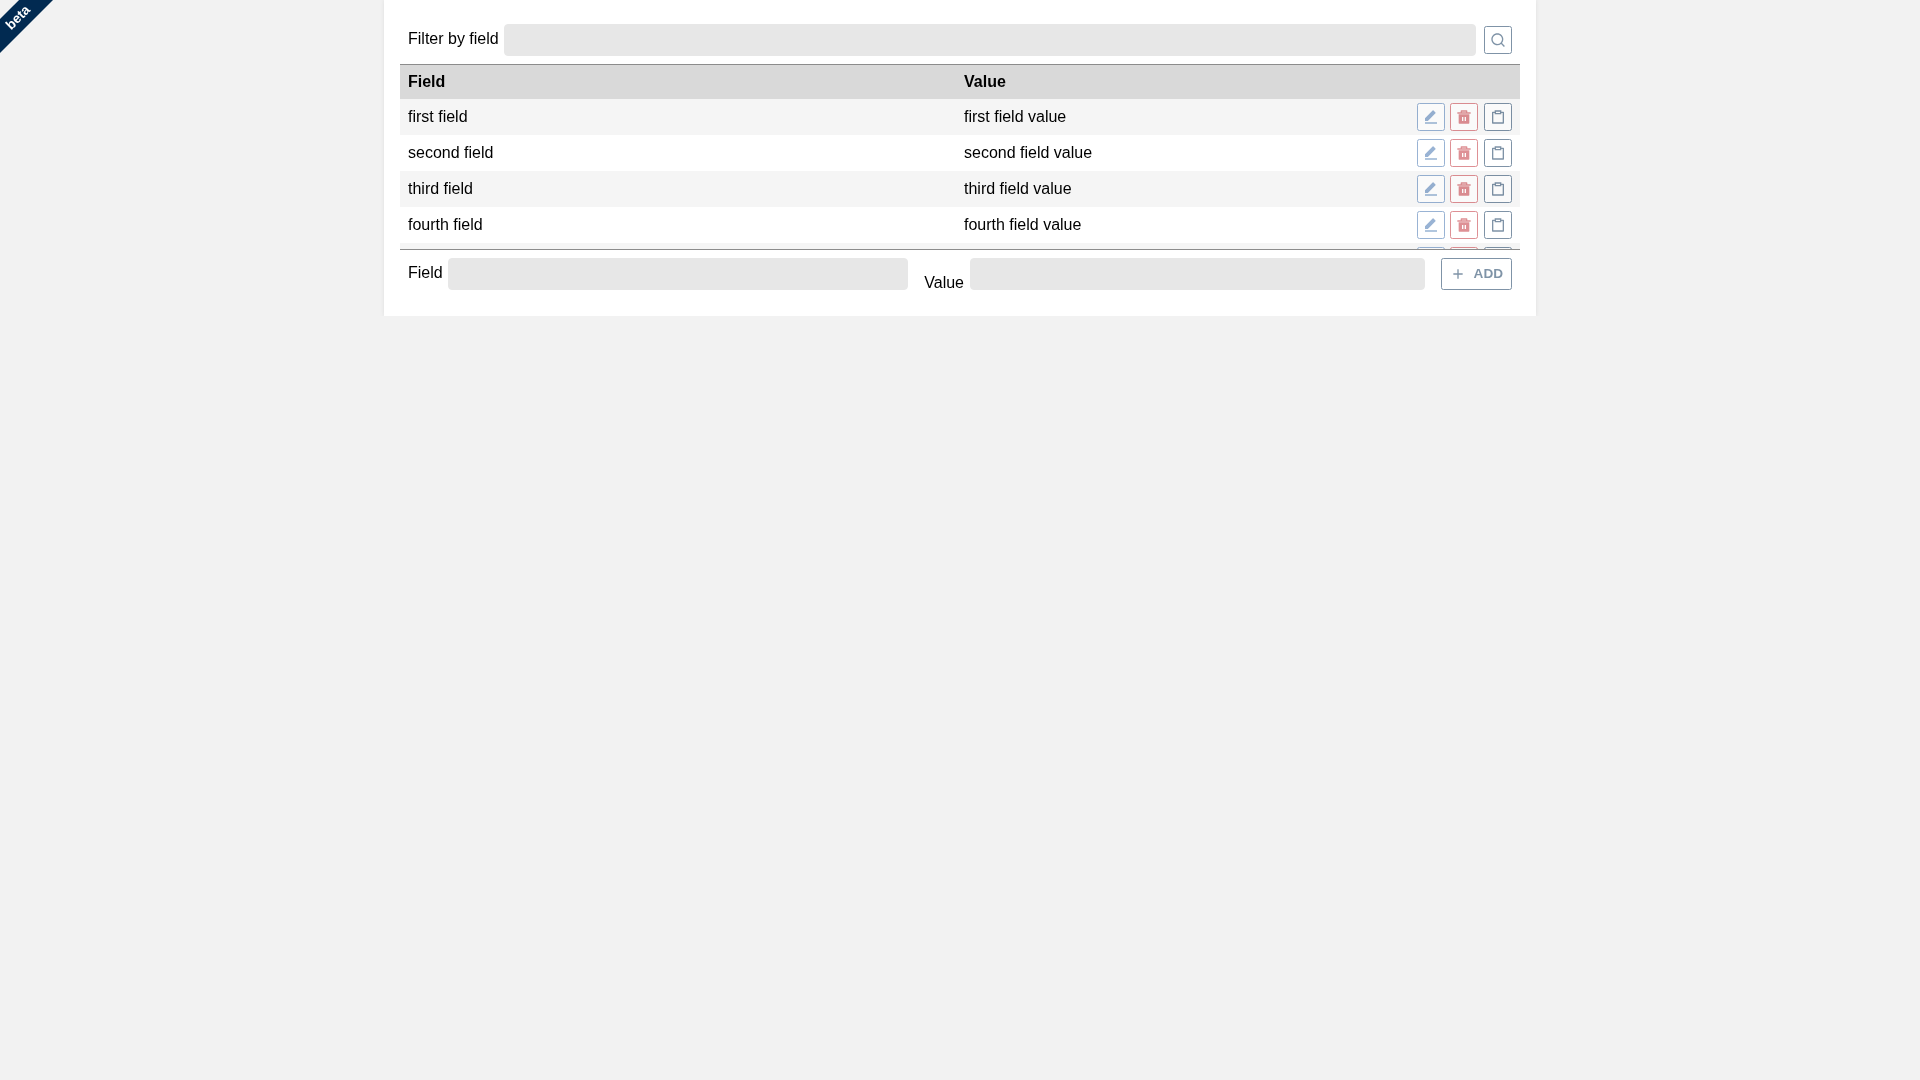 beta
Filter by field
Field Value
first field first field value
second field second field value
third field third field value
fourth field fourth field value
Field Value ADD